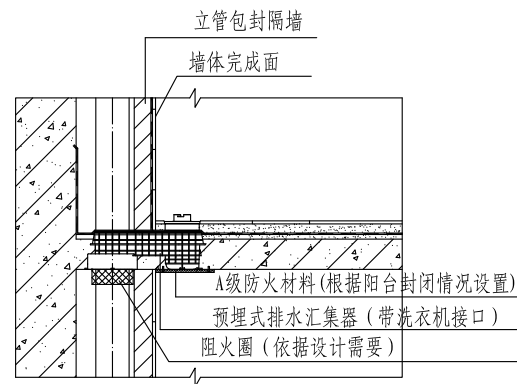 立管包封隔墙
墙体完成面
A级防火材料(根据阳台封闭情况设置)
预埋式排水汇集器（带洗衣机接口）
阻火圈（依据设计需要）